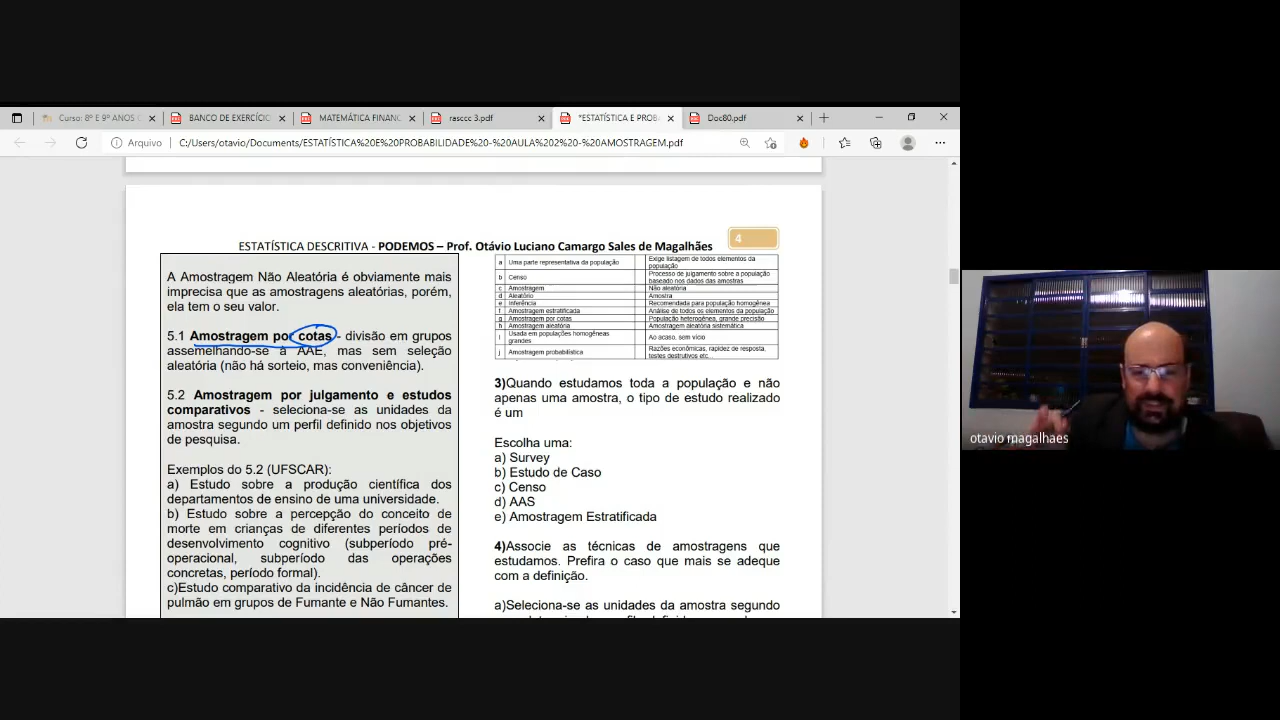 Curso: 8º E 9º ANOS
BANCO DE EXERCÍCIO
MATEMÁTICA FINANC
rasccc 3.pdf
*ESTATÍSTICA E PROB
Doc80.pdf
Arquivo
C:/Users/otavio/Documents/ESTATÍSTICA%20E%20PROBABILIDADE%20-%20AULA%202%20-%20AMOSTRAGEM.pdf
ESTATÍSTICA DESCRITIVA - PODEMOS – Prof. Otávio Luciano Camargo Sales de Magalhães
4
A Amostragem Não Aleatória é obviamente mais
imprecisa que as amostragens aleatórias, porém,
ela tem o seu valor.
5.1 Amostragem por cotas - divisão em grupos
assemelhando-se à AAE, mas sem seleção
aleatória (não há sorteio, mas conveniência).
5.2 Amostragem por julgamento e estudos
comparativos - seleciona-se as unidades da
amostra segundo um perfil definido nos objetivos
de pesquisa.
Exemplos do 5.2 (UFSCAR):
a) Estudo sobre a produção científica dos
departamentos de ensino de uma universidade.
b) Estudo sobre a percepção do conceito de
morte em crianças de diferentes períodos de
desenvolvimento cognitivo (subperíodo pré-
operacional, subperíodo das operações
concretas, período formal).
c)Estudo comparativo da incidência de câncer de
pulmão em grupos de Fumante e Não Fumantes.
a Uma parte representativa da população Exige listagem de todos elementos da
população
b Censo Processo de julgamento sobre a população
baseado nos dados das amostras
c Amostragem Não aleatória
d Aleatório Amostra
e Inferência Recomendada para população homogênea
f Amostragem estratificada Análise de todos os elementos da população
g Amostragem por cotas População heterogênea, grande precisão
h Amostragem aleatória Amostragem aleatória sistemática
i Usada em populações homogêneas
grandes Ao acaso, sem vício
j Amostragem probabilística Razões econômicas, rapidez de resposta,
testes destrutivos etc...
3)Quando estudamos toda a população e não
apenas uma amostra, o tipo de estudo realizado
é um
Escolha uma:
a) Survey
b) Estudo de Caso
c) Censo
d) AAS
e) Amostragem Estratificada
4)Associe as técnicas de amostragens que
estudamos. Prefira o caso que mais se adeque
com a definição.
a)Seleciona-se as unidades da amostra segundo
otavio magalhaes